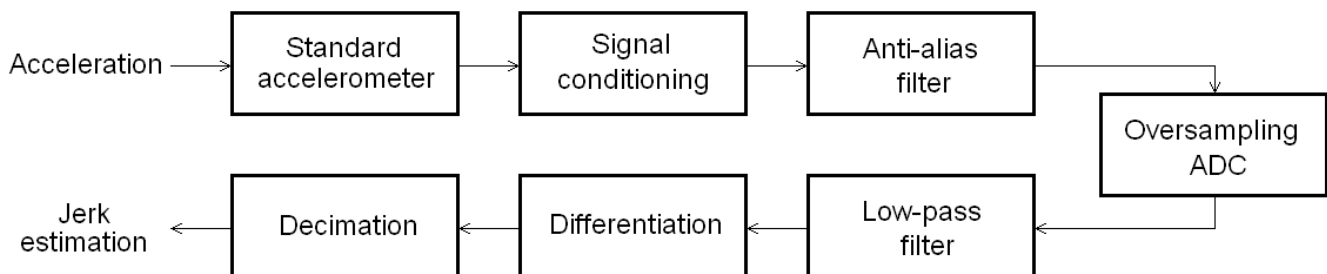 Acceleration
Standard
accelerometer
Signal
conditioning
Anti-alias
filter
Oversampling
ADC
Low-pass
filter
Differentiation
Decimation
Jerk
estimation